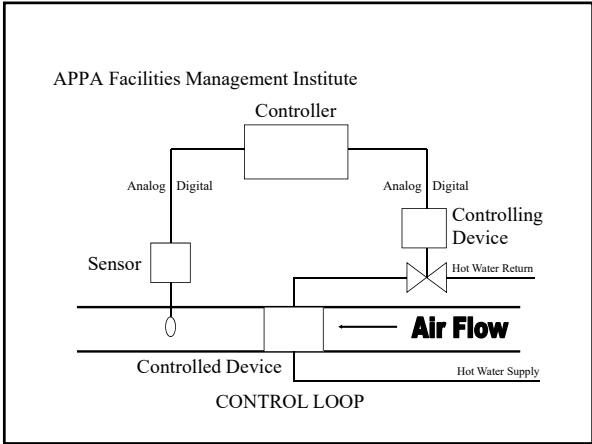 APPA Facilities Management Institute
Controller
Analog Digital
Analog Digital
Controlling
Device
Sensor
Hot Water Return
Air Flow
Controlled Device
Hot Water Supply
CONTROL LOOP